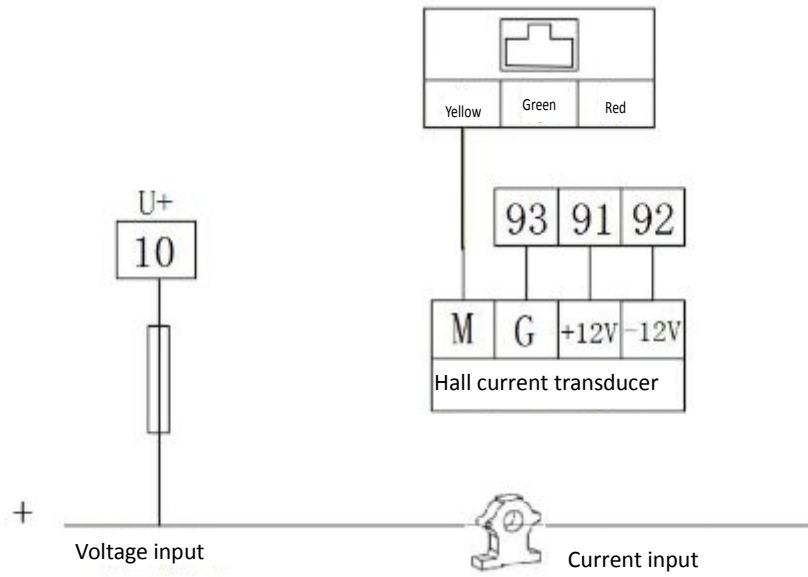 Yellow Green Red
93 91 92
U+
10
M G +12V -12V
Hall current transducer
+
Voltage input
Current input